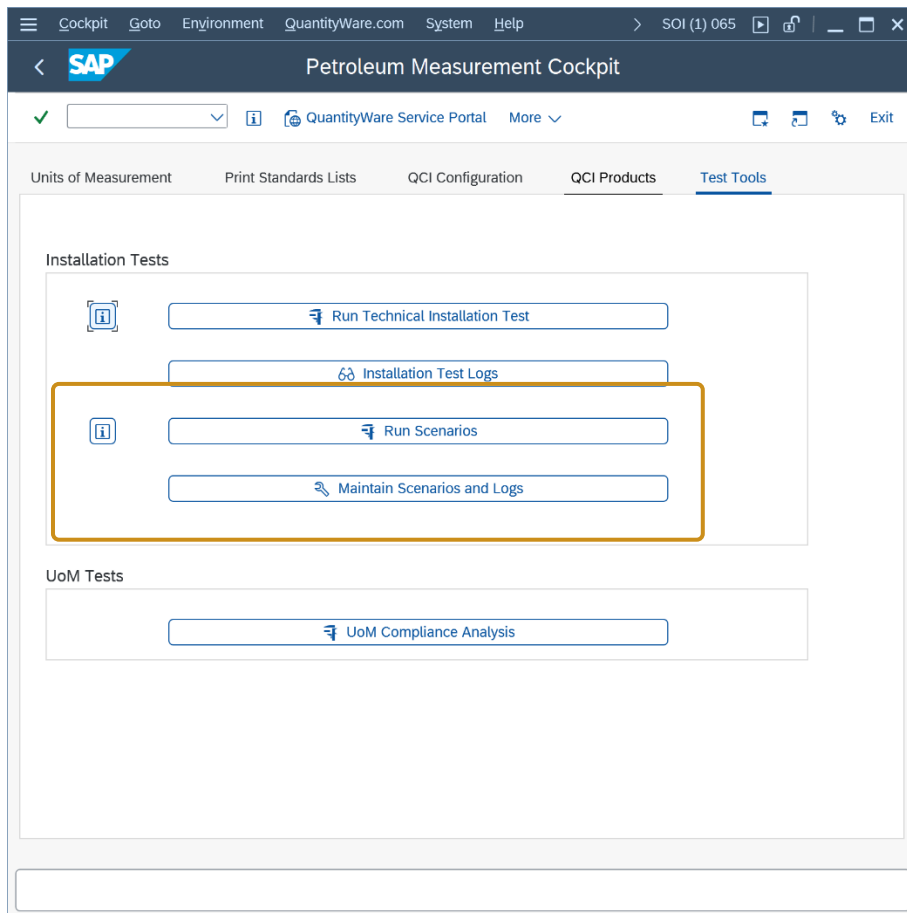 Cockpit Goto Environment QuantityWare.com System Help SOI (1) 065
SAP Petroleum Measurement Cockpit
QuantityWare Service Portal More Exit
Units of Measurement Print Standards Lists QCI Configuration QCI Products Test Tools
Installation Tests
Run Technical Installation Test
Installation Test Logs
Run Scenarios
Maintain Scenarios and Logs
UoM Tests
UoM Compliance Analysis